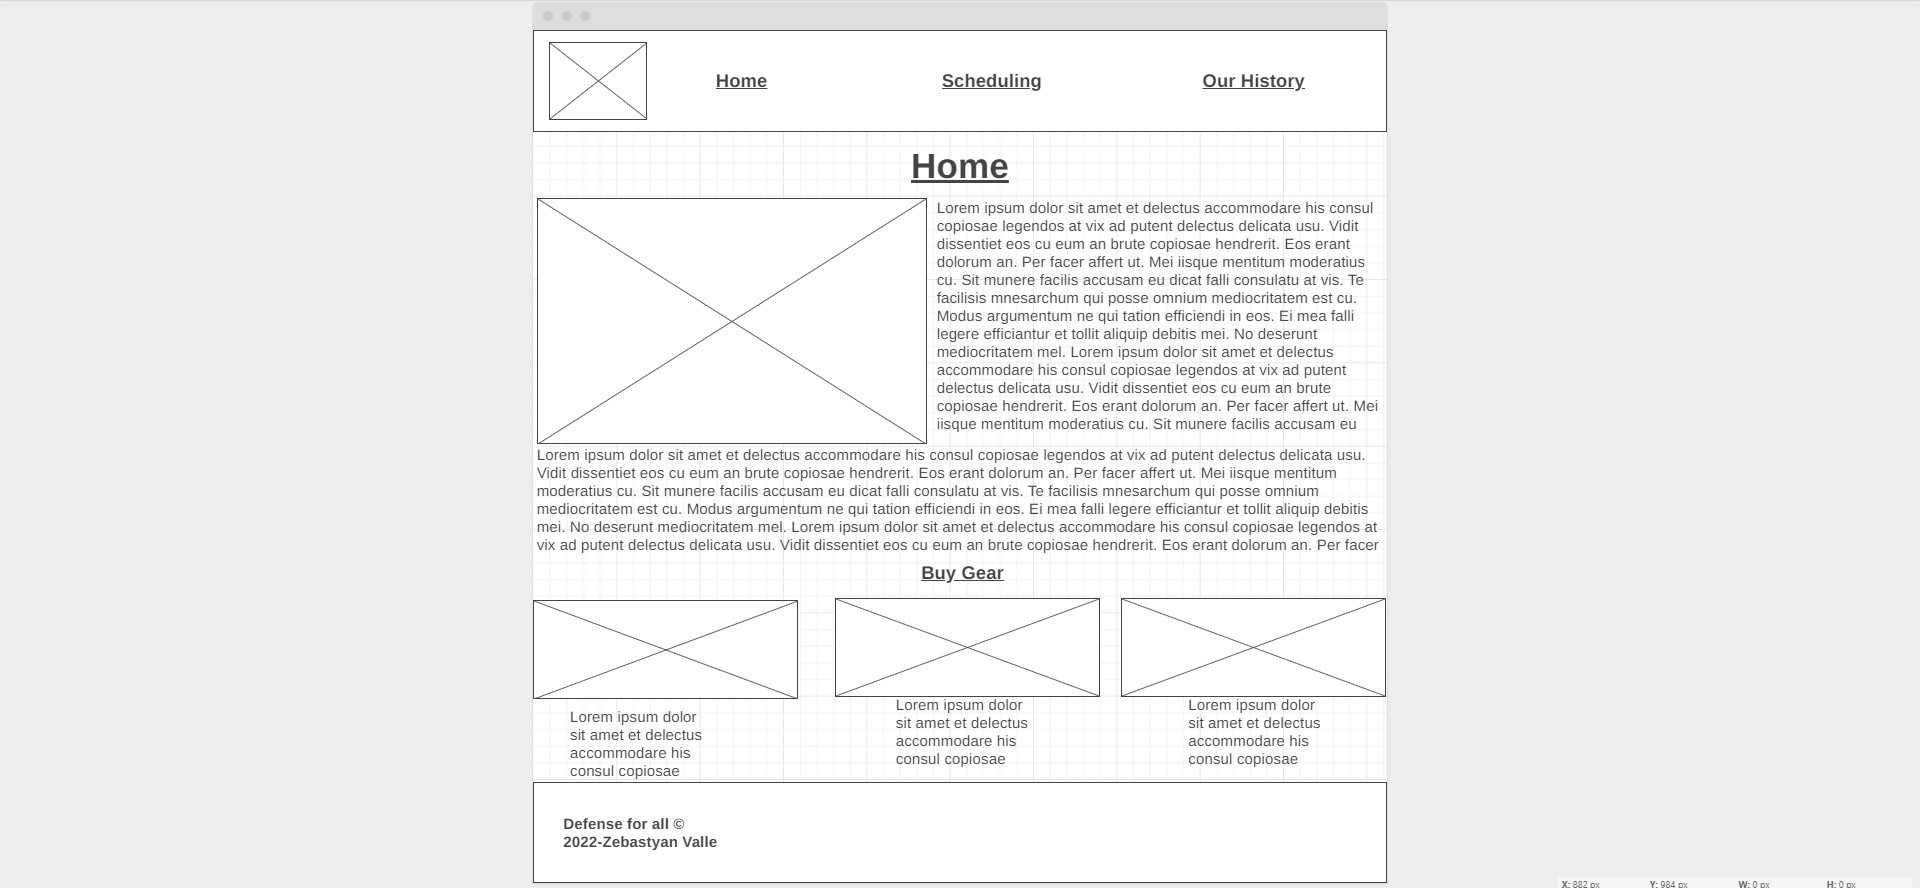 Home
Scheduling
Our History
Home
Lorem ipsum dolor sit amet et delectus accommodare his consul
copiosae legendos at vix ad putent delectus delicata usu. Vidit
dissentiet eos cu eum an brute copiosae hendrerit. Eos erant
dolorum an. Per facer affert ut. Mei iisque mentitum moderatius
cu. Sit munere facilis accusam eu dicat falli consulatu at vis. Te
facilisis mnesarchum qui posse omnium mediocritatem est cu.
Modus argumentum ne qui tation efficiendi in eos. Ei mea falli
legere efficiantur et tollit aliquip debitis mei. No deserunt
mediocritatem mel. Lorem ipsum dolor sit amet et delectus
accommodare his consul copiosae legendos at vix ad putent
delectus delicata usu. Vidit dissentiet eos cu eum an brute
copiosae hendrerit. Eos erant dolorum an. Per facer affert ut. Mei
iisque mentitum moderatius cu. Sit munere facilis accusam eu
Lorem ipsum dolor sit amet et delectus accommodare his consul copiosae legendos at vix ad putent delectus delicata usu.
Vidit dissentiet eos cu eum an brute copiosae hendrerit. Eos erant dolorum an. Per facer affert ut. Mei iisque mentitum
moderatius cu. Sit munere facilis accusam eu dicat falli consulatu at vis. Te facilisis mnesarchum qui posse omnium
mediocritatem est cu. Modus argumentum ne qui tation efficiendi in eos. Ei mea falli legere efficiantur et tollit aliquip debitis
mei. No deserunt mediocritatem mel. Lorem ipsum dolor sit amet et delectus accommodare his consul copiosae legendos at
vix ad putent delectus delicata usu. Vidit dissentiet eos cu eum an brute copiosae hendrerit. Eos erant dolorum an. Per facer
Buy Gear
Lorem ipsum dolor
sit amet et delectus
accommodare his
consul copiosae
Lorem ipsum dolor
sit amet et delectus
accommodare his
consul copiosae
Lorem ipsum dolor
sit amet et delectus
accommodare his
consul copiosae
Defense for all ©
2022-Zebastyan Valle
X: 882 px Y: 984 px W: 0 px H: 0 px